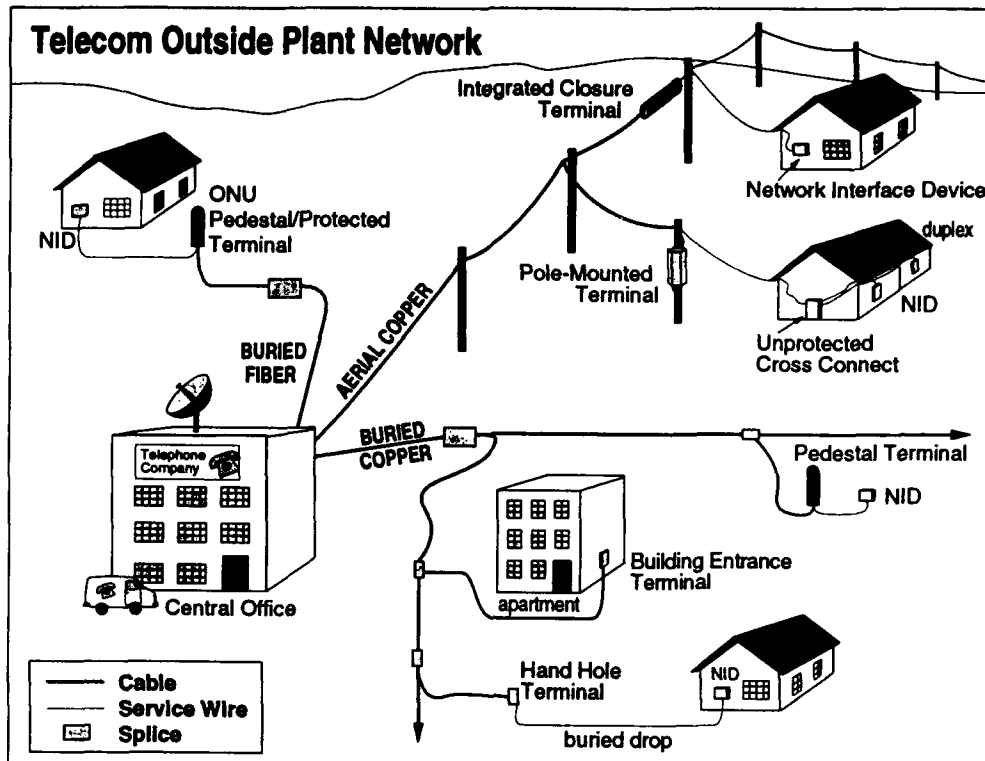 Telecom Outside Plant Network
Integrated Closure
Terminal
Network Interface Device
ONU
Pedestal/Protected
Terminal
NID
duplex
Pole-Mounted
Terminal
NID
Unprotected
Cross Connect
BURIED
FIBER
AERIAL COPPER
BURIED
COPPER
Telephone
Company
Pedestal Terminal
NID
Building Entrance
Terminal
apartment
Central Office
Hand Hole
Terminal
NID
buried drop
Cable
Service Wire
Splice